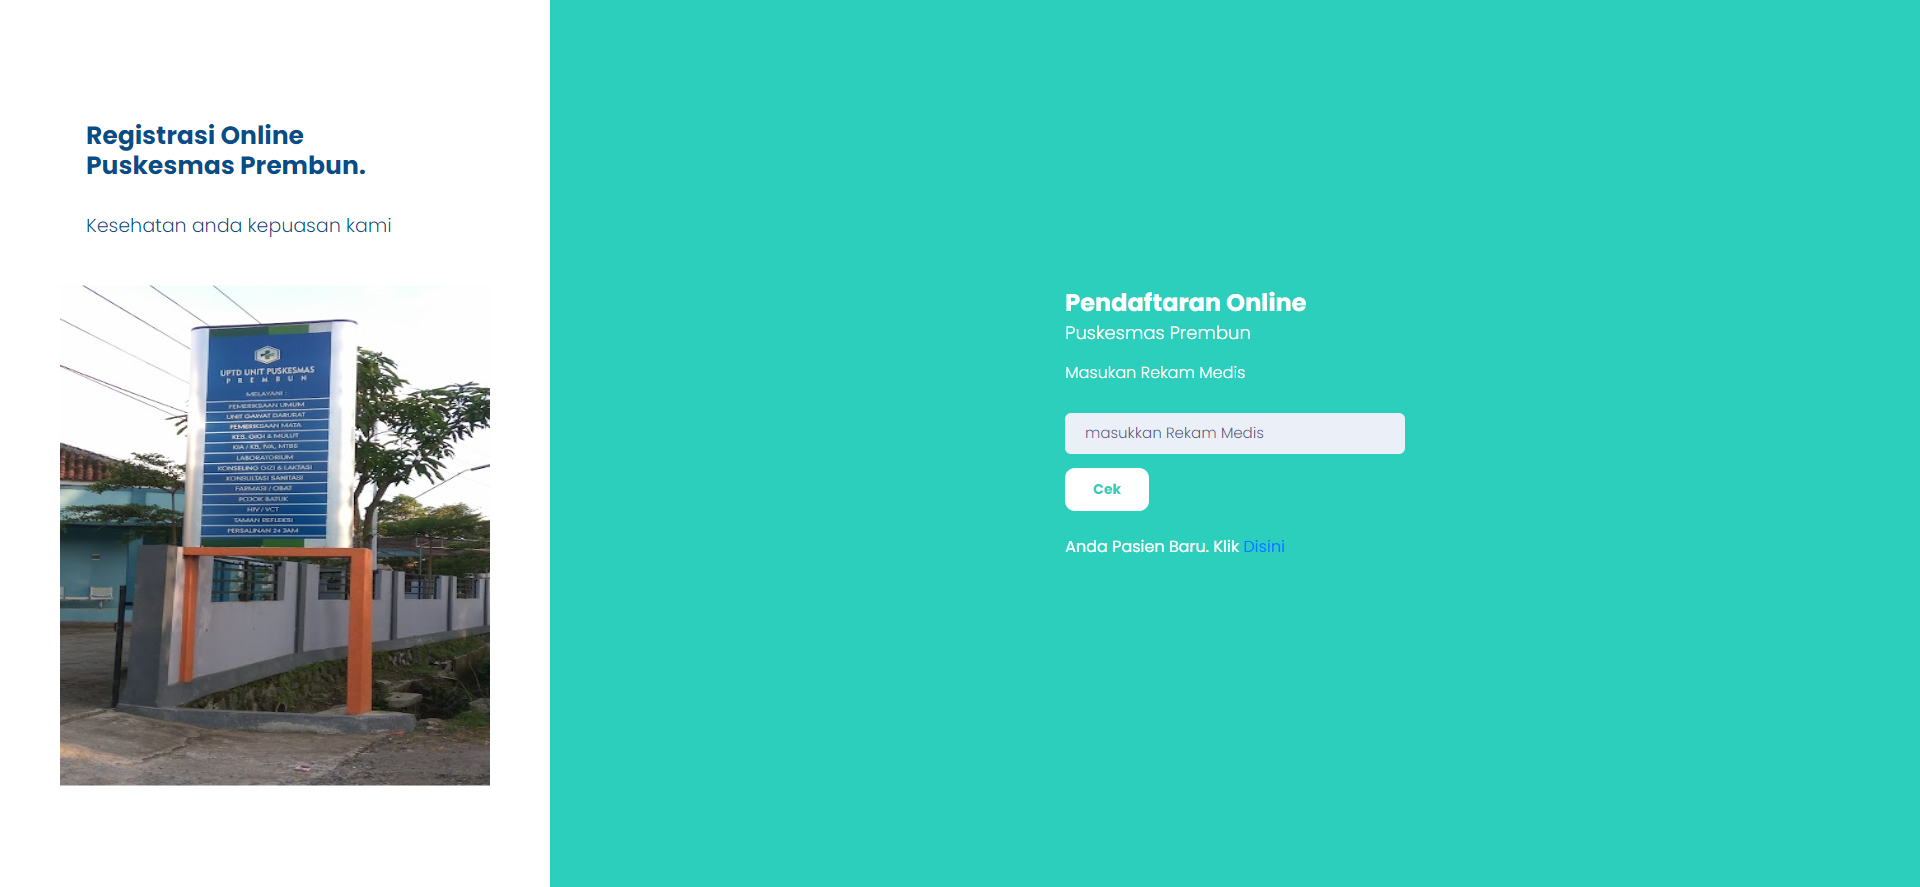 Registrasi Online
Puskesmas Prembun.
Kesehatan anda kepuasan kami
UPTD UNIT PUSKESMAS
PREMBUN
MELAYANI :
PEMERIKSAAN UMUM
UNIT GAWAT DARURAT
PEMERIKSAAN MATA
KES. GIGI & MULUT
KIA / KB, IVA, MTBS
LABORATORIUM
KONSELING GIZI & LAKTASI
KONSULTASI SANITASI
FARMASI / OBAT
POJOK BATUK
HIV / VCT
TAMAN REFLEKSI
PERSALINAN 24 JAM
Pendaftaran Online
Puskesmas Prembun
Masukan Rekam Medis
masukkan Rekam Medis
Cek
Anda Pasien Baru. Klik Disini